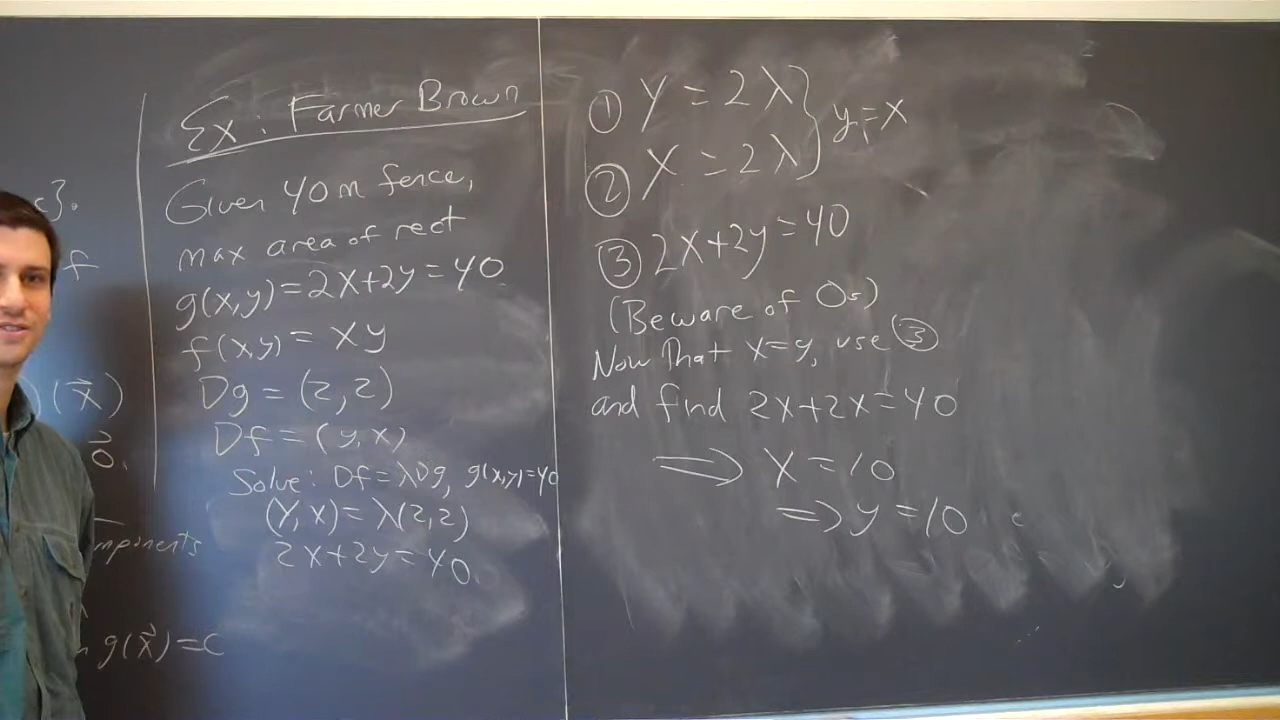 c}.
f
)(x⃗)
0⃗.
mponents
g(x⃗)=c
Ex: Farmer Brown
Given 40 m fence,
max area of rect
g(x,y)=2x+2y=40.
f(x,y)=xy
Dg=(2,2)
Df=(y,x)
Solve: Df=λDg, g(x,y)=40
(y,x)=λ(2,2)
2x+2y=40.
① y=2λ } y=x
② x=2λ
③ 2x+2y=40
(Beware of 0s)
Now that x=y, use ③
and find 2x+2x=40
⟹ x=10
⟹ y=10